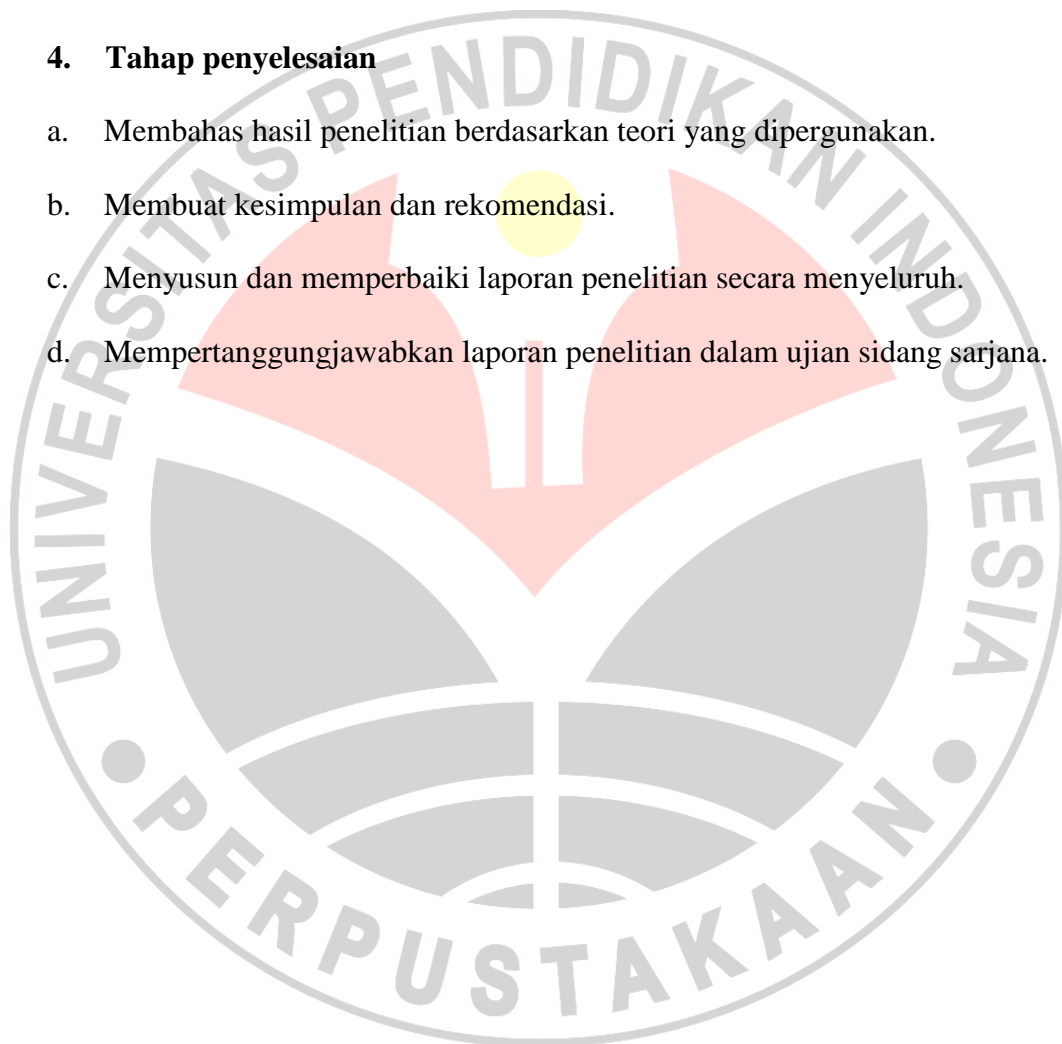 4. Tahap penyelesaian
a. Membahas hasil penelitian berdasarkan teori yang dipergunakan.
b. Membuat kesimpulan dan rekomendasi.
c. Menyusun dan memperbaiki laporan penelitian secara menyeluruh.
d. Mempertanggungjawabkan laporan penelitian dalam ujian sidang sarjana.
UNIVERSITAS PENDIDIKAN INDONESIA
PERPUSTAKAAN